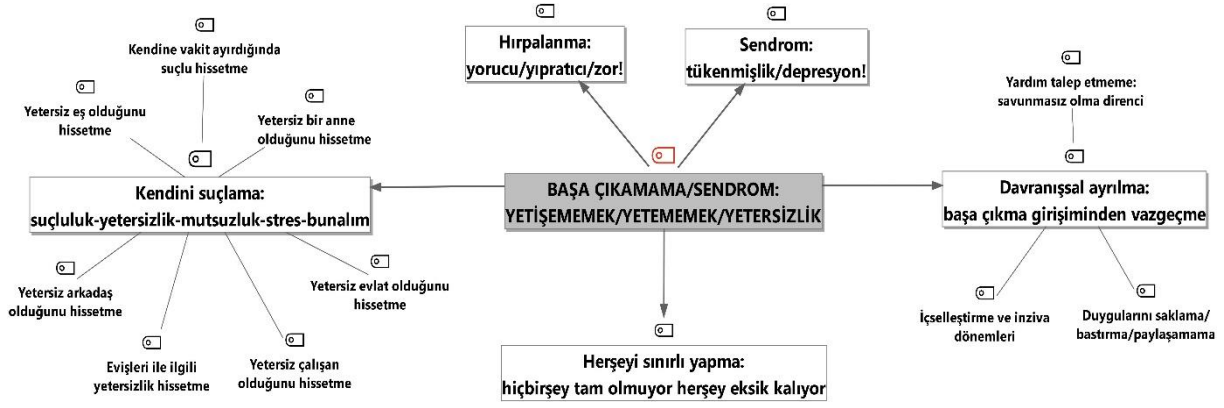 Kendine vakit ayırdığında
suçlu hissetme
Yetersiz eş olduğunu
hissetme
Yetersiz bir anne
olduğunu hissetme
Kendini suçlama:
suçluluk-yetersizlik-mutsuzluk-stres-bunalım
Yetersiz arkadaş
olduğunu hissetme
Evişleri ile ilgili
yetersizlik hissetme
Yetersiz çalışan
olduğunu hissetme
Yetersiz evlat olduğunu
hissetme
Hırpalanma:
yorucu/yıpratıcı/zor!
Sendrom:
tükenmişlik/depresyon!
BAŞA ÇIKAMAMA/SENDROM:
YETİŞEMEMEK/YETEMEMEK/YETERSİZLİK
Herşeyi sınırlı yapma:
hiçbirşey tam olmuyor herşey eksik kalıyor
Yardım talep etmeme:
savunmasız olma direnci
Davranışsal ayrılma:
başa çıkma girişiminden vazgeçme
İçselleştirme ve inziva
dönemleri
Duygularını saklama/
bastırma/paylaşamama